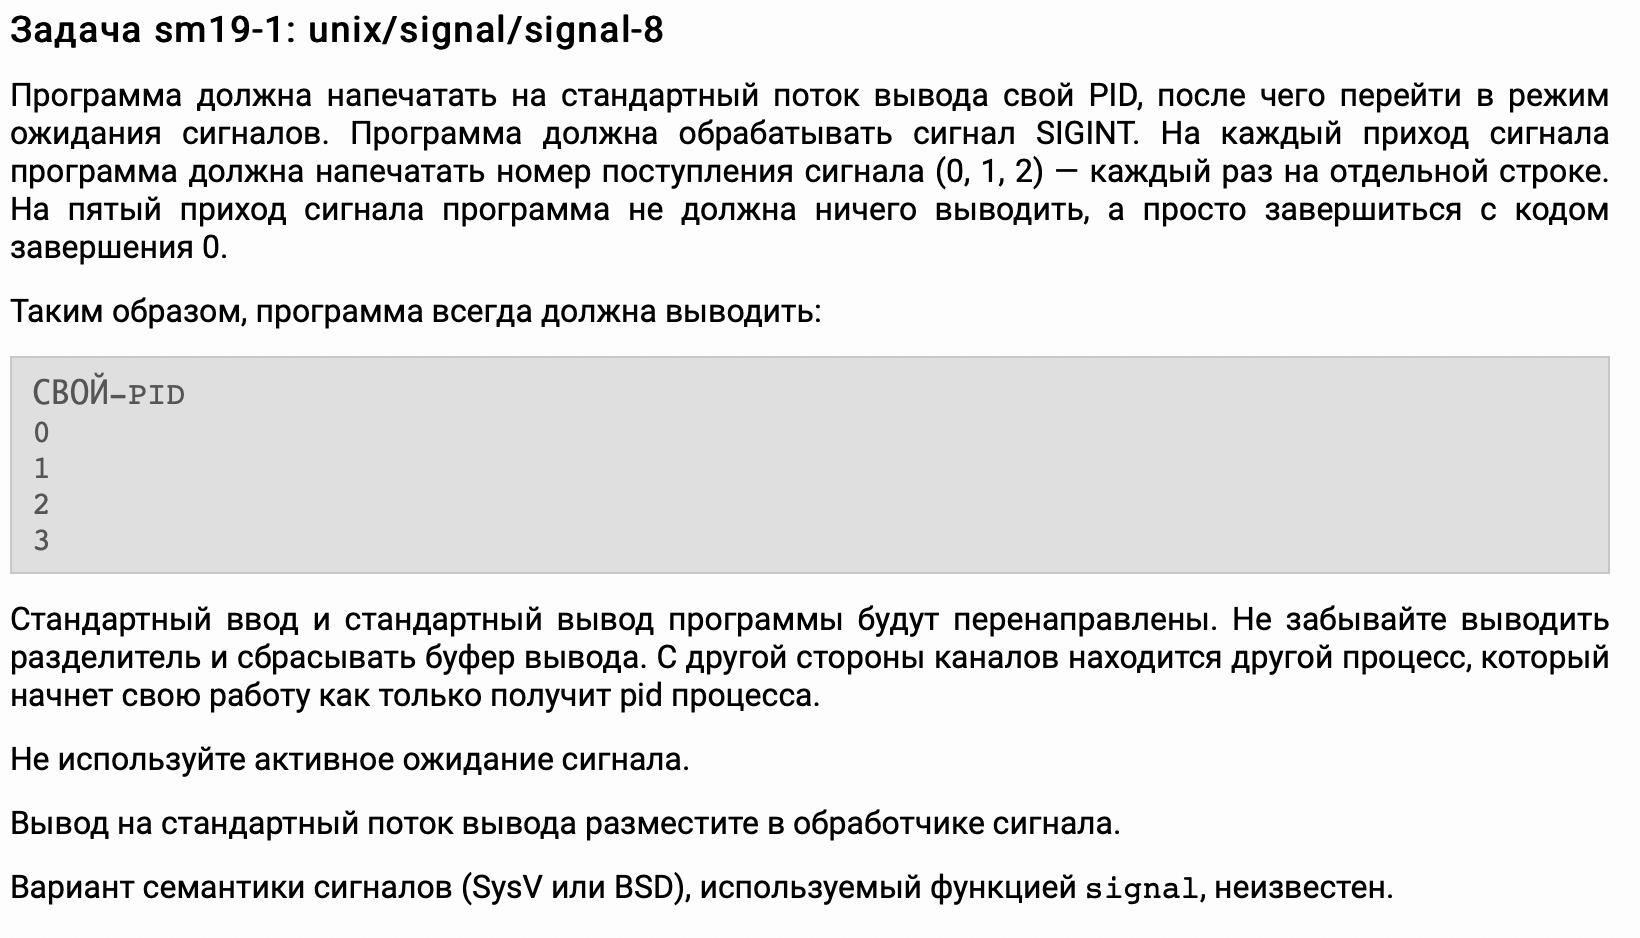 Задача sm19-1: unix/signal/signal-8
Программа должна напечатать на стандартный поток вывода свой PID, после чего перейти в режим
ожидания сигналов. Программа должна обрабатывать сигнал SIGINT. На каждый приход сигнала
программа должна напечатать номер поступления сигнала (0, 1, 2) — каждый раз на отдельной строке.
На пятый приход сигнала программа не должна ничего выводить, а просто завершиться с кодом
завершения 0.
Таким образом, программа всегда должна выводить:
СВОЙ-PID
0
1
2
3
Стандартный ввод и стандартный вывод программы будут перенаправлены. Не забывайте выводить
разделитель и сбрасывать буфер вывода. С другой стороны каналов находится другой процесс, который
начнет свою работу как только получит pid процесса.
Не используйте активное ожидание сигнала.
Вывод на стандартный поток вывода разместите в обработчике сигнала.
Вариант семантики сигналов (SysV или BSD), используемый функцией signal, неизвестен.